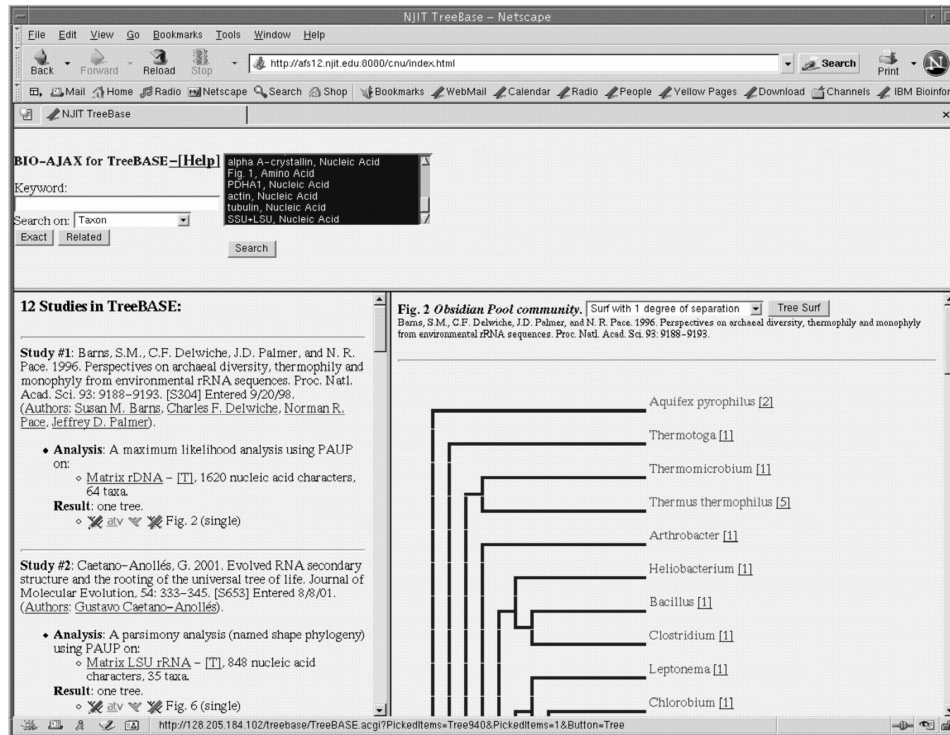 NJIT TreeBase – Netscape
File Edit View Go Bookmarks Tools Window Help
Back Forward Reload Stop http://afs12.njit.edu:8080/cnu/index.html Search Print N
Mail Home Radio Netscape Search Shop Bookmarks WebMail Calendar Radio People Yellow Pages Download Channels IBM Bioinfor
NJIT TreeBase
BIO–AJAX for TreeBASE–[Help]
Keyword:
Search on: Taxon
Exact Related
alpha A–crystallin, Nucleic Acid
Fig. 1, Amino Acid
PDHA1, Nucleic Acid
actin, Nucleic Acid
tubulin, Nucleic Acid
SSU+LSU, Nucleic Acid
Search
12 Studies in TreeBASE:
Study #1: Barns, S.M., C.F. Delwiche, J.D. Palmer, and N. R.
Pace. 1996. Perspectives on archaeal diversity, thermophily and
monophyly from environmental rRNA sequences. Proc. Natl.
Acad. Sci. 93: 9188–9193. [S304] Entered 9/20/98.
(Authors: Susan M. Barns, Charles F. Delwiche, Norman R.
Pace, Jeffrey D. Palmer).
• Analysis: A maximum likelihood analysis using PAUP
on:
Matrix rDNA – [T], 1620 nucleic acid characters,
64 taxa.
Result: one tree.
atv Fig. 2 (single)
Study #2: Caetano–Anollés, G. 2001. Evolved RNA secondary
structure and the rooting of the universal tree of life. Journal of
Molecular Evolution, 54: 333–345. [S653] Entered 8/8/01.
(Authors: Gustavo Caetano–Anollés).
• Analysis: A parsimony analysis (named shape phylogeny)
using PAUP on:
Matrix LSU rRNA – [T], 848 nucleic acid
characters, 35 taxa.
Result: one tree.
atv Fig. 6 (single)
Fig. 2 Obsidian Pool community. Surf with 1 degree of separation Tree Surf
Barns, S.M., C.F. Delwiche, J.D. Palmer, and N. R. Pace. 1996. Perspectives on archaeal diversity, thermophily and monophyly
from environmental rRNA sequences. Proc. Natl. Acad. Sci. 93: 9188–9193.
Aquifex pyrophilus [2]
Thermotoga [1]
Thermomicrobium [1]
Thermus thermophilus [5]
Arthrobacter [1]
Heliobacterium [1]
Bacillus [1]
Clostridium [1]
Leptonema [1]
Chlorobium [1]
http://128.205.184.102/treebase/TreeBASE.acgi?PickedItems=Tree940&PickedItems=1&Button=Tree